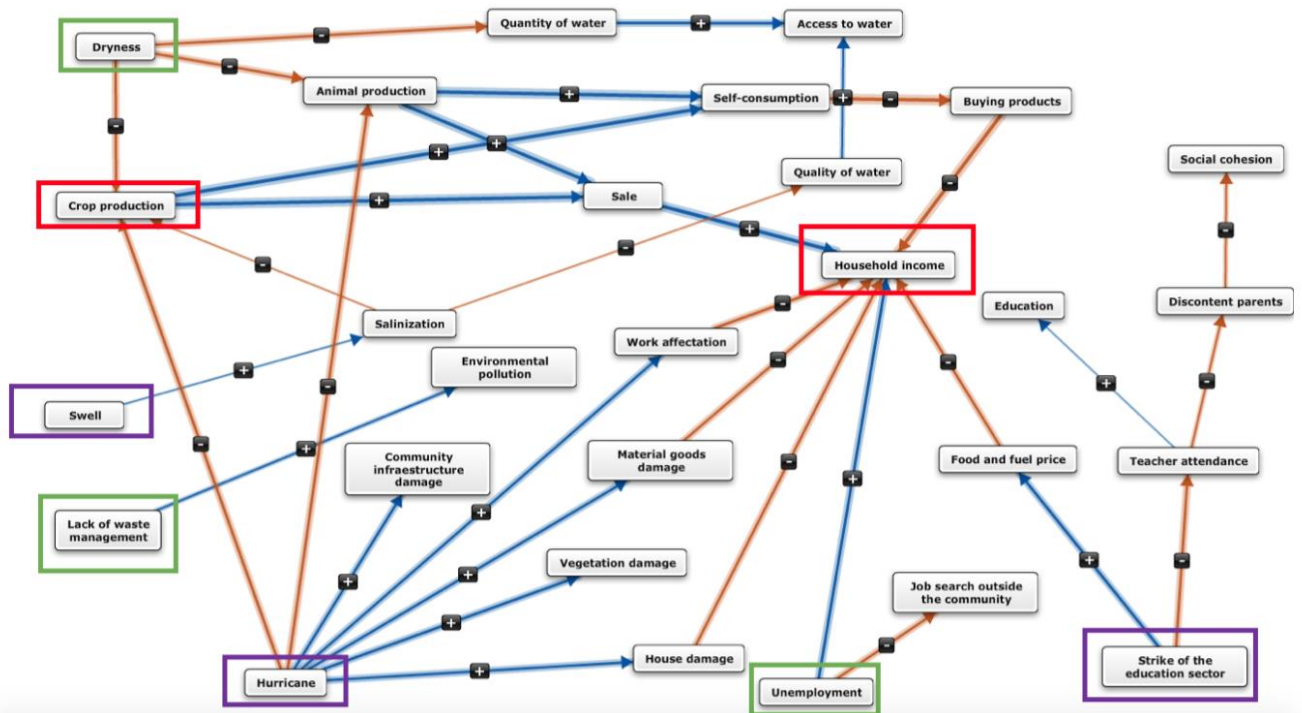 Quantity of water
+
Access to water
Dryness
-
-
Animal production
+
Self-consumption
+
-
Buying products
-
+
+
Social cohesion
Quality of water
-
Crop production
+
Sale
+
-
-
-
Household income
Education
Discontent parents
Salinization
-
Work affectation
+
Environmental
pollution
-
-
-
+
-
Swell
-
+
Community
infraestructure
damage
Material goods
damage
-
Food and fuel price
Teacher attendance
+
+
Lack of waste
management
+
Vegetation damage
+
-
+
+
Job search outside
the community
-
House damage
Strike of the
education sector
+
Hurricane
Unemployment